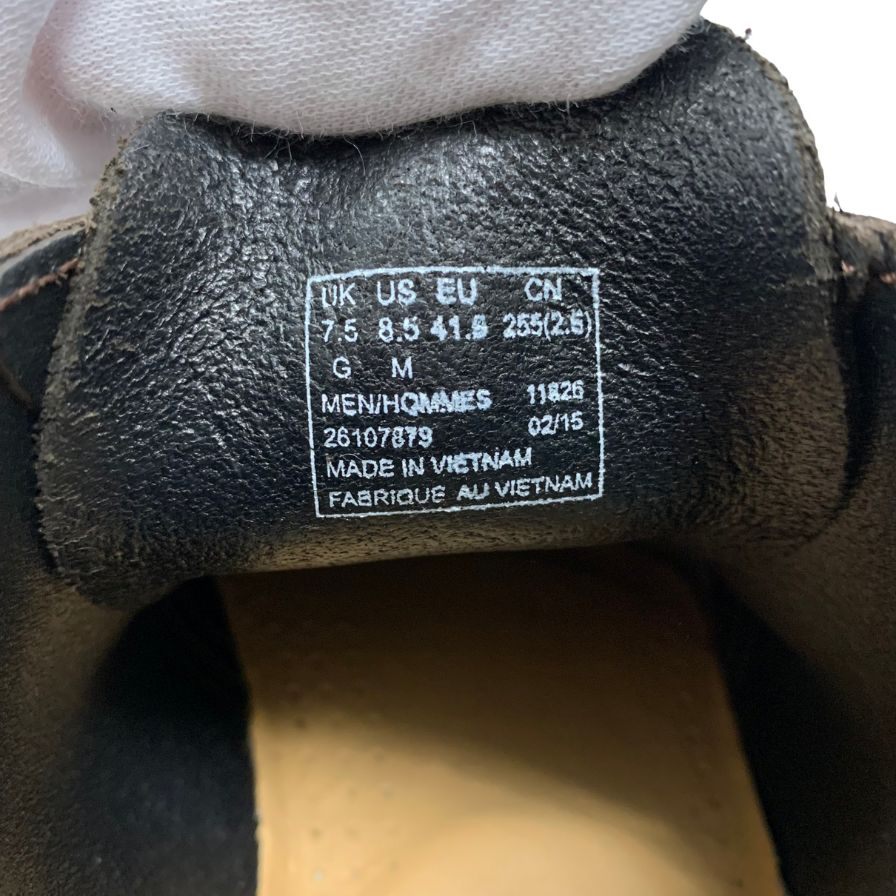 UK US EU CN
7.5 8.5 41.5 255(2.5)
G M
MEN/HOMMES 11826
26107879 02/15
MADE IN VIETNAM
FABRIQUE AU VIETNAM